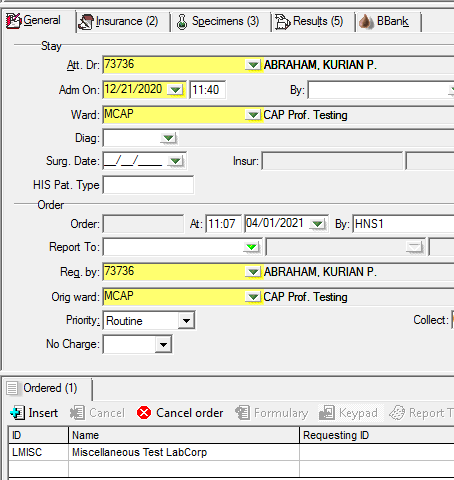 General Insurance (2) Specimens (3) Results (5) BBank
Stay
Att. Dr: 73736 ABRAHAM, KURIAN P.
Adm On: 12/21/2020 11:40 By:
Ward: MCAP CAP Prof. Testing
Diag:
Surg. Date: __/__/____ Insur:
HIS Pat. Type
Order
Order: At: 11:07 04/01/2021 By: HNS1
Report To:
Req. by: 73736 ABRAHAM, KURIAN P.
Orig ward: MCAP CAP Prof. Testing
Priority: Routine Collect:
No Charge:
Ordered (1)
Insert Cancel Cancel order Formulary Keypad Report T
ID Name Requesting ID
LMISC Miscellaneous Test LabCorp